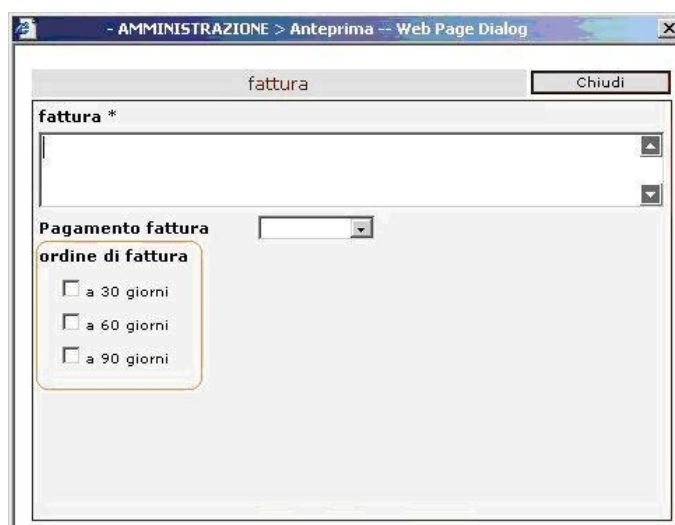 - AMMINISTRAZIONE > Anteprima -- Web Page Dialog
fattura
Chiudi
fattura *
Pagamento fattura
ordine di fattura
a 30 giorni
a 60 giorni
a 90 giorni